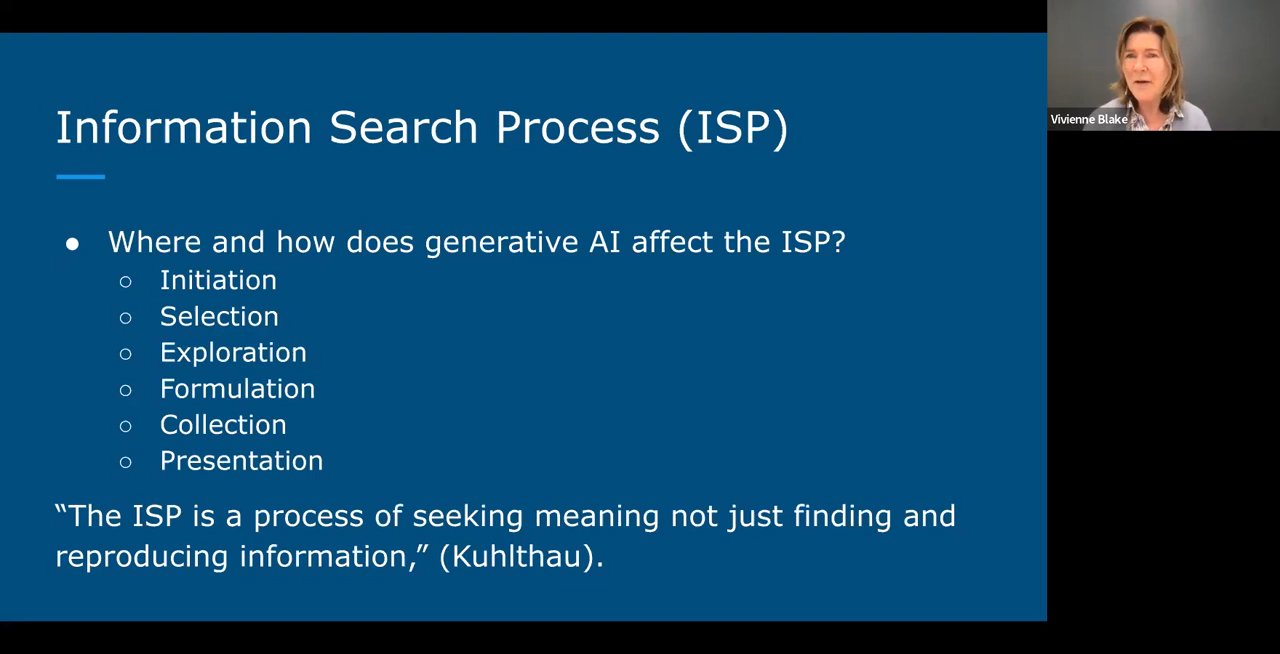 Information Search Process (ISP)
● Where and how does generative AI affect the ISP?
○ Initiation
○ Selection
○ Exploration
○ Formulation
○ Collection
○ Presentation
“The ISP is a process of seeking meaning not just finding and
reproducing information,” (Kuhlthau).
Vivienne Blake